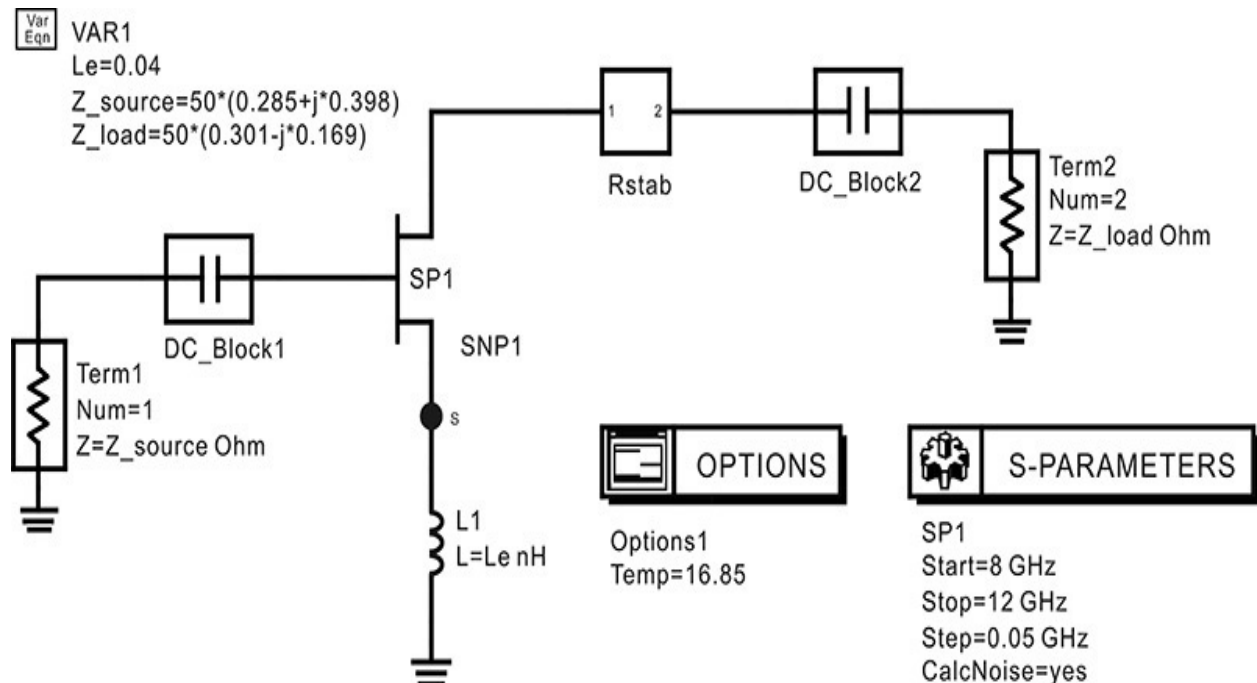 Var
Eqn
VAR1
Le=0.04
Z_source=50*(0.285+j*0.398)
Z_load=50*(0.301-j*0.169)
1 2
Rstab
DC_Block2
Term2
Num=2
Z=Z_load Ohm
DC_Block1
SP1
SNP1
Term1
Num=1
Z=Z_source Ohm
S
L1
L=Le nH
OPTIONS
Options1
Temp=16.85
S-PARAMETERS
SP1
Start=8 GHz
Stop=12 GHz
Step=0.05 GHz
CalcNoise=yes